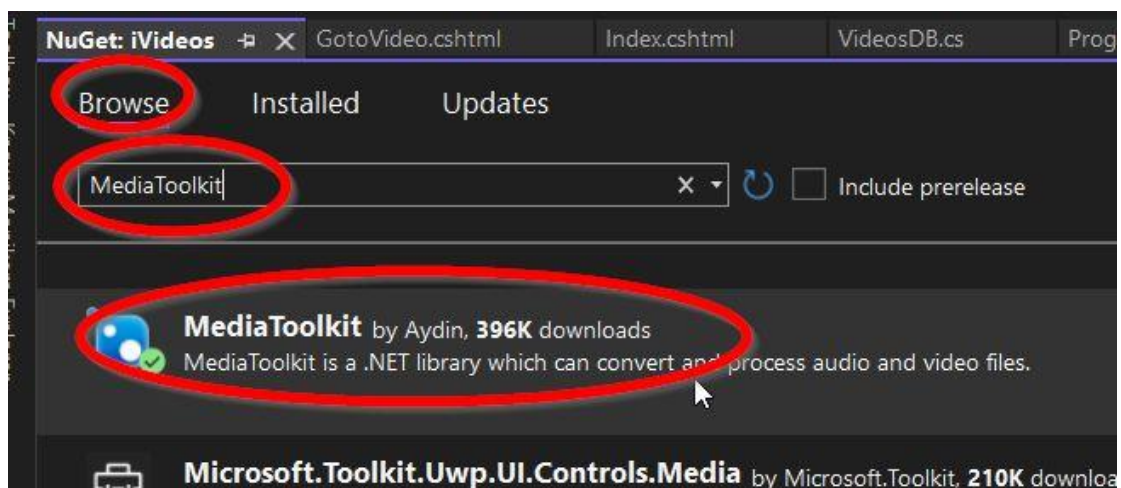 NuGet: iVideos GotoVideo.cshtml Index.cshtml VideosDB.cs Prog
Browse Installed Updates
MediaToolkit Include prerelease
MediaToolkit by Aydin, 396K downloads
MediaToolkit is a .NET library which can convert and process audio and video files.
Microsoft.Toolkit.Uwp.UI.Controls.Media by Microsoft.Toolkit, 210K downloa